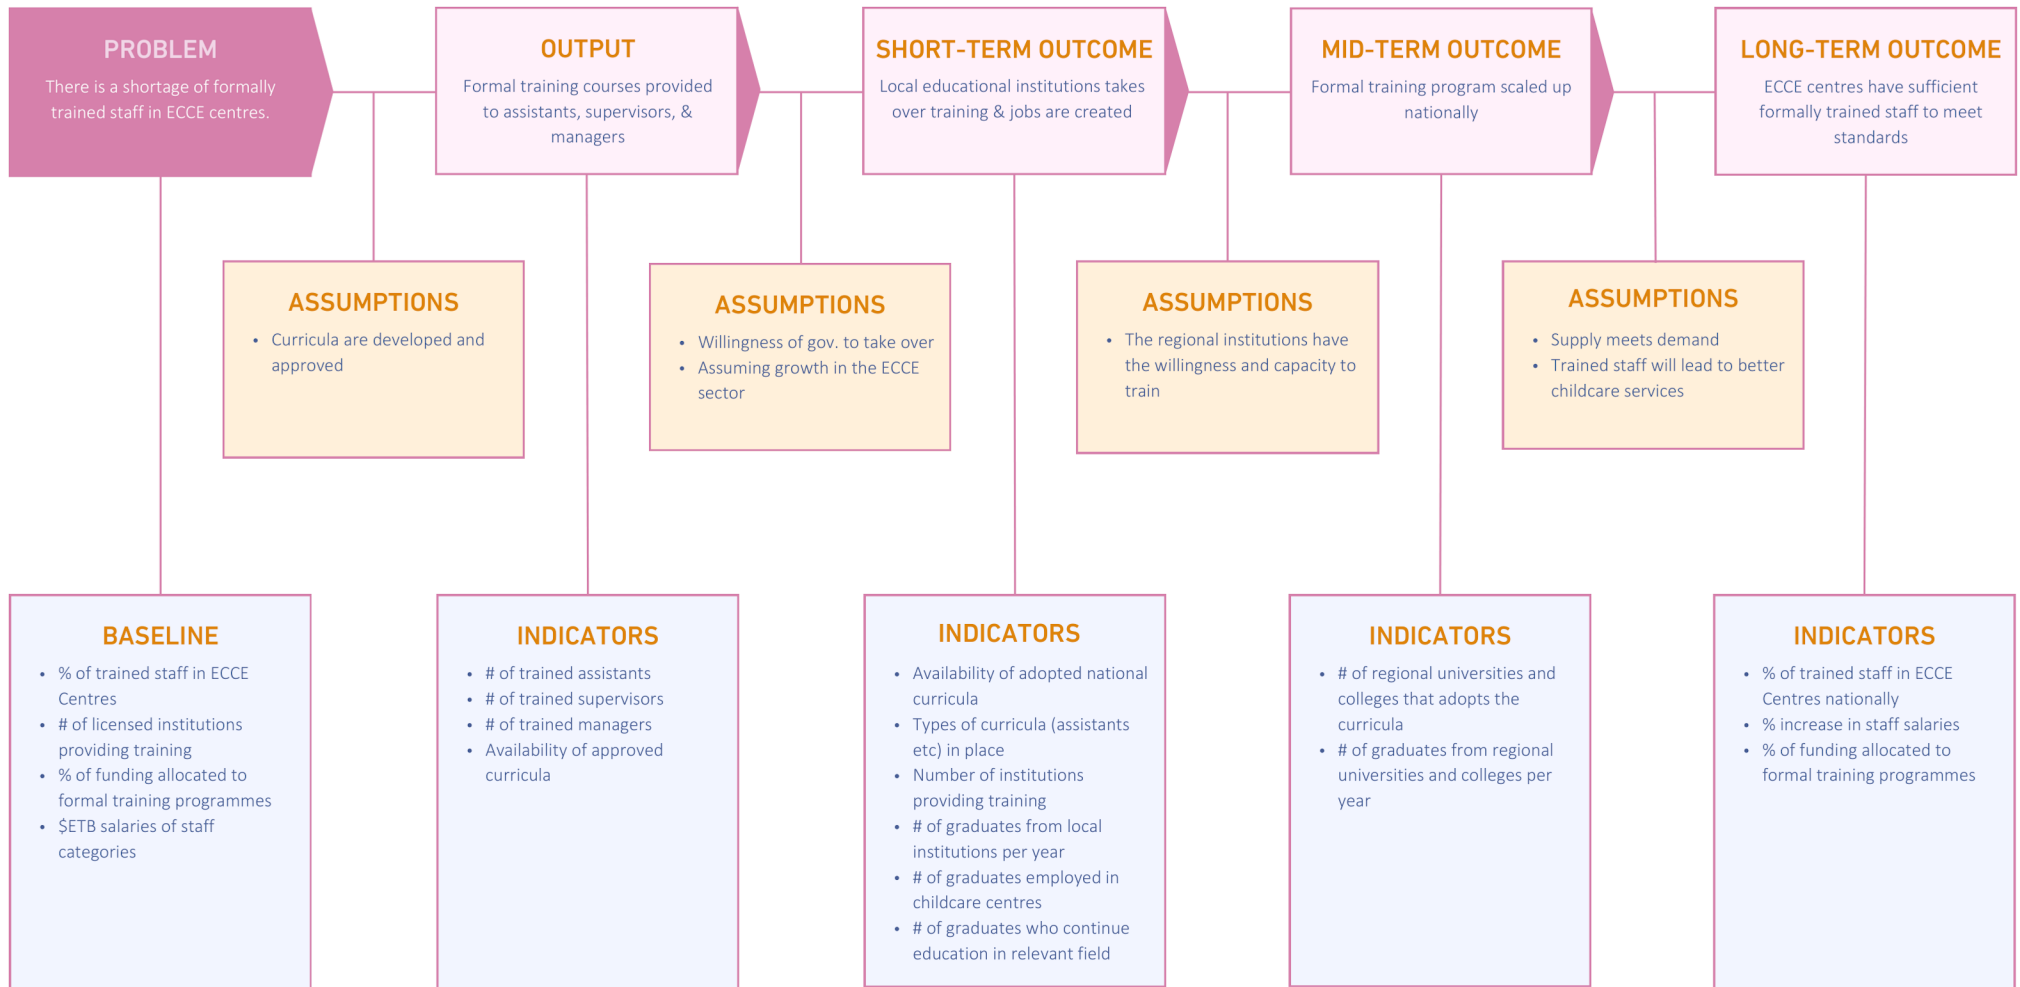 PROBLEM
There is a shortage of formally
trained staff in ECCE centres.
OUTPUT
Formal training courses provided
to assistants, supervisors, &
managers
SHORT-TERM OUTCOME
Local educational institutions takes
over training & jobs are created
MID-TERM OUTCOME
Formal training program scaled up
nationally
LONG-TERM OUTCOME
ECCE centres have sufficient
formally trained staff to meet
standards
ASSUMPTIONS
• Curricula are developed and
approved
ASSUMPTIONS
• Willingness of gov. to take over
• Assuming growth in the ECCE
sector
ASSUMPTIONS
• The regional institutions have
the willingness and capacity to
train
ASSUMPTIONS
• Supply meets demand
• Trained staff will lead to better
childcare services
BASELINE
• % of trained staff in ECCE
Centres
• # of licensed institutions
providing training
• % of funding allocated to
formal training programmes
• $ETB salaries of staff
categories
INDICATORS
• # of trained assistants
• # of trained supervisors
• # of trained managers
• Availability of approved
curricula
INDICATORS
• Availability of adopted national
curricula
• Types of curricula (assistants
etc) in place
• Number of institutions
providing training
• # of graduates from local
institutions per year
• # of graduates employed in
childcare centres
• # of graduates who continue
education in relevant field
INDICATORS
• # of regional universities and
colleges that adopts the
curricula
• # of graduates from regional
universities and colleges per
year
INDICATORS
• % of trained staff in ECCE
Centres nationally
• % increase in staff salaries
• % of funding allocated to
formal training programmes